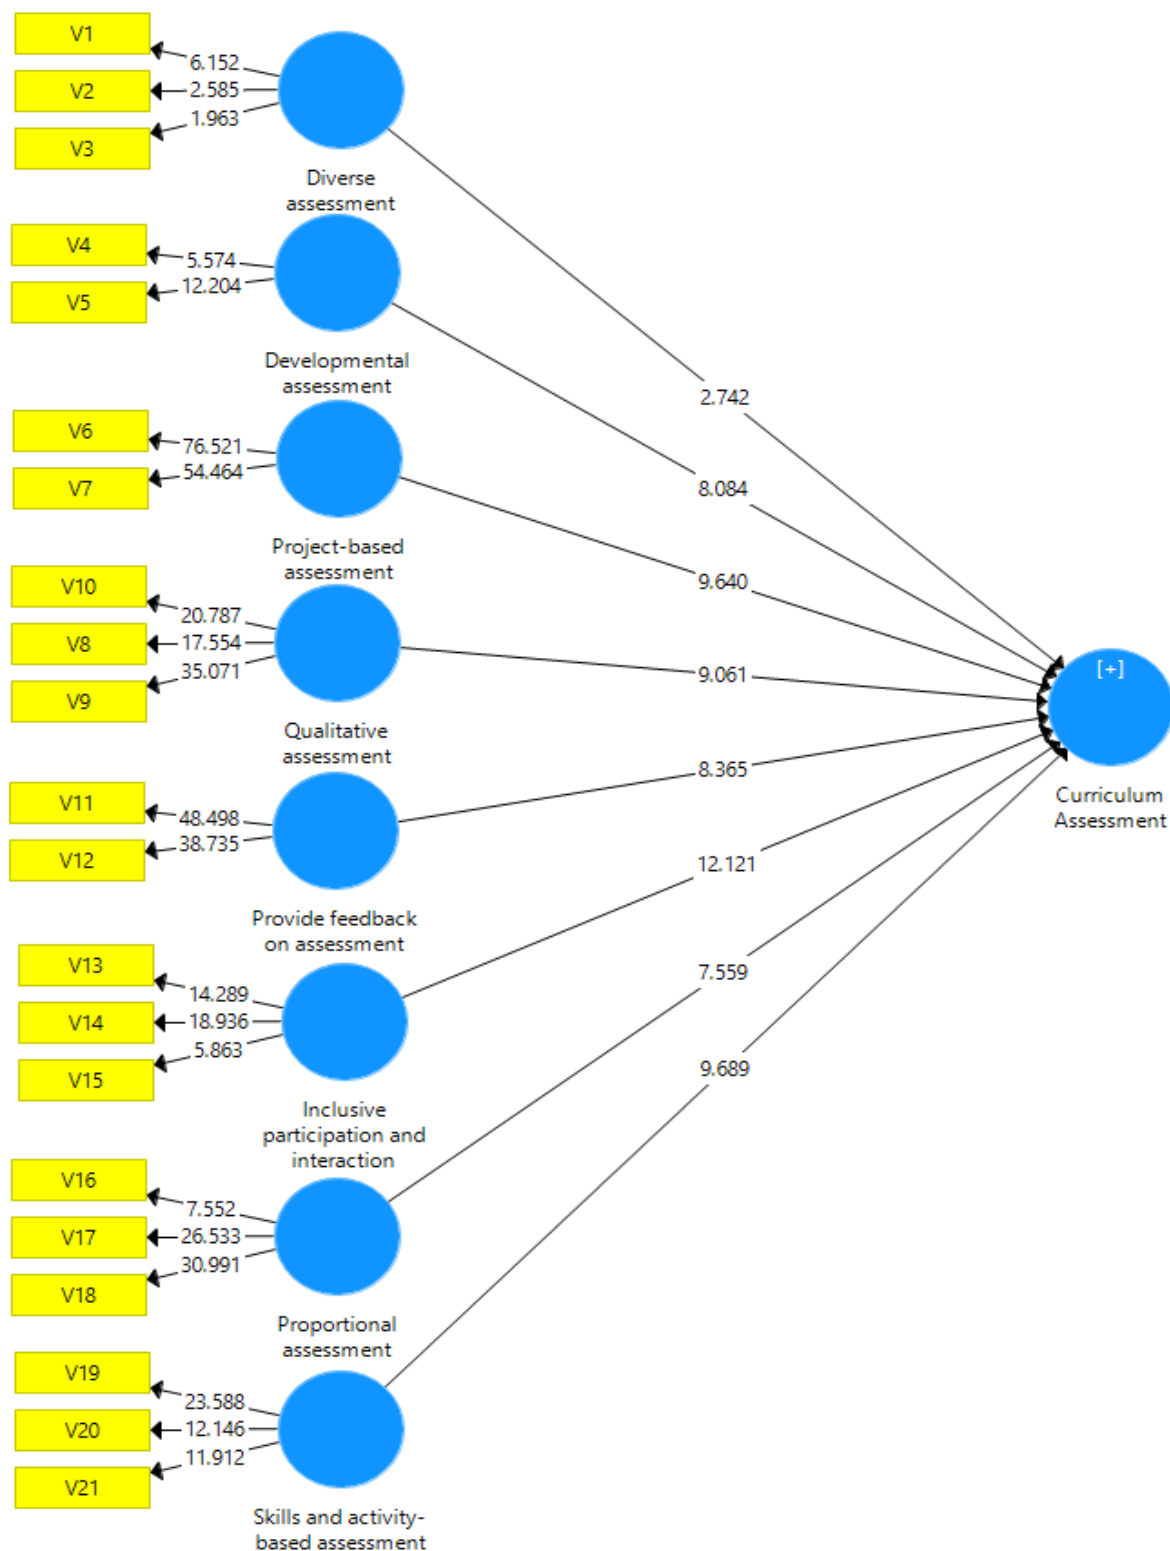 V1
6.152
V2
2.585
1.963
V3
Diverse
assessment
V4
5.574
V5
12.204
Developmental
assessment
2.742
V6
76.521
V7
54.464
8.084
Project-based
assessment
9.640
V10
20.787
V8
17.554
35.071
V9
9.061
[+]
Qualitative
assessment
V11
48.498
V12
38.735
8.365
Curriculum
Assessment
12.121
Provide feedback
on assessment
V13
14.289
V14
18.936
5.863
V15
7.559
9.689
Inclusive
participation and
interaction
V16
7.552
V17
26.533
30.991
V18
Proportional
assessment
V19
23.588
V20
12.146
11.912
V21
Skills and activity-
based assessment